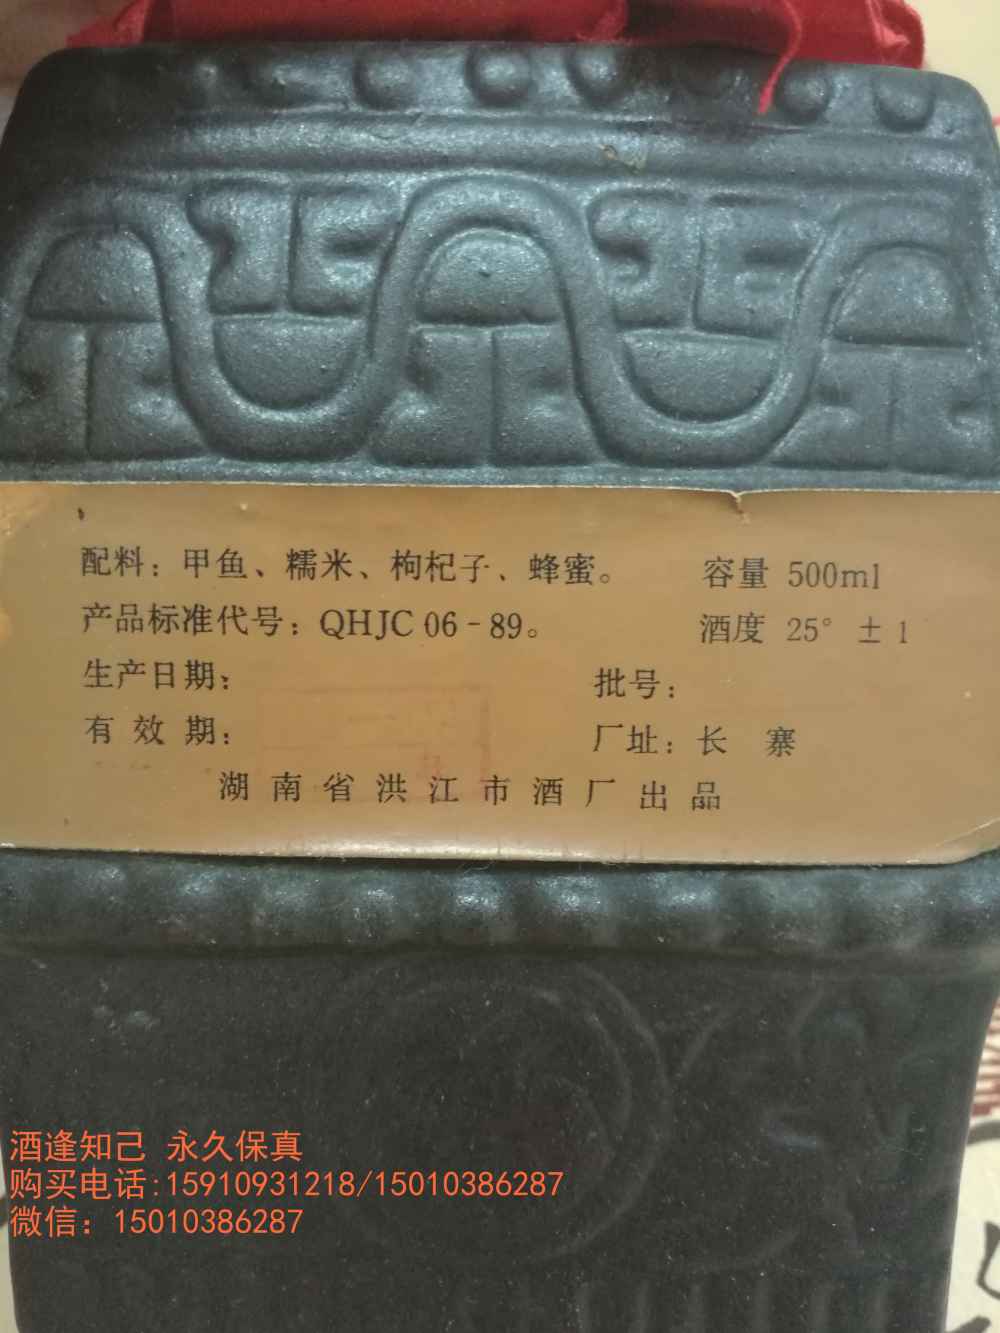 配料：甲鱼、糯米、枸杞子、蜂蜜。 容量 500ml
产品标准代号：QHJC 06－89。 酒度 25° ±1
生产日期： 批号：
有效期： 厂址：长寨
湖南省洪江市酒厂出品
酒逢知己 永久保真
购买电话:15910931218/15010386287
微信：15010386287